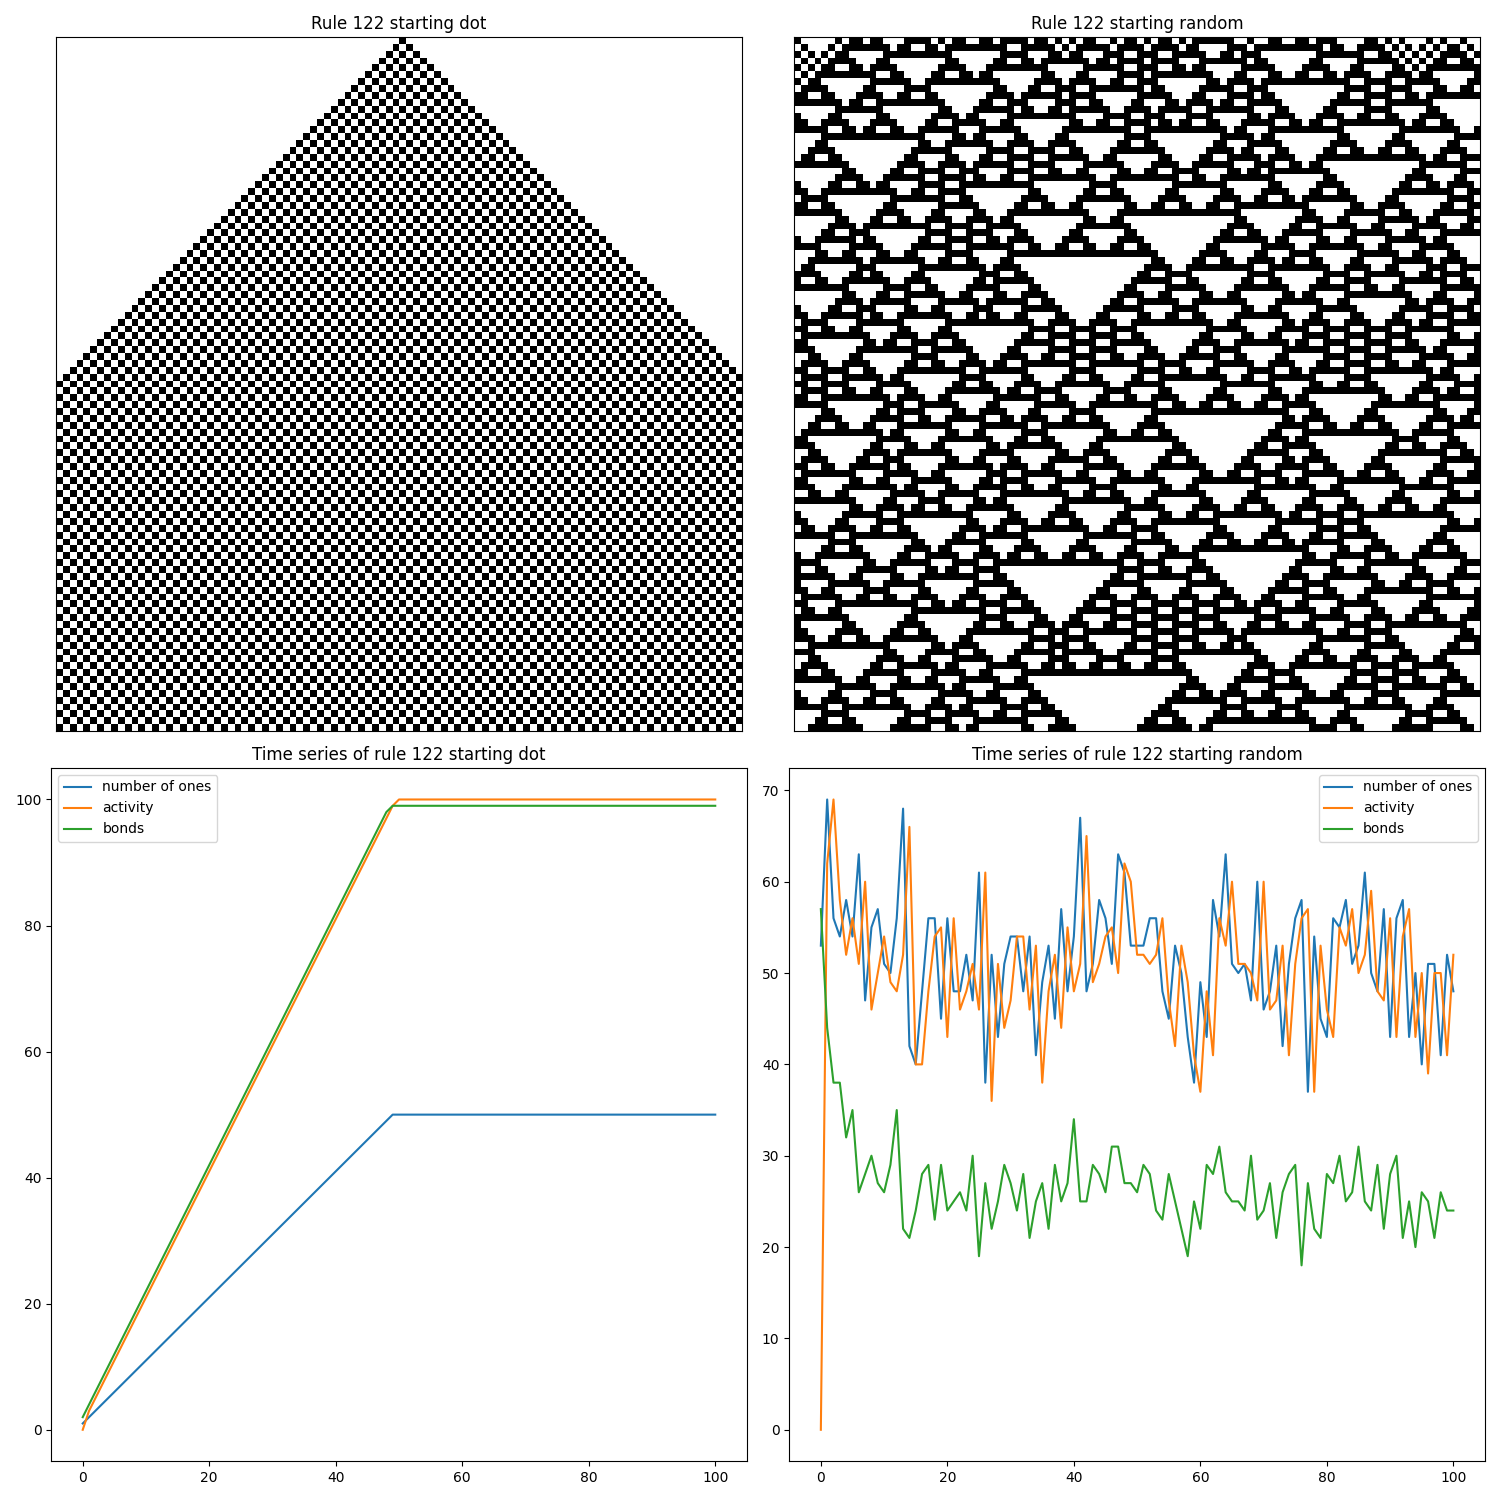 Rule 122 starting dot
Rule 122 starting random
Time series of rule 122 starting dot
number of ones
activity
bonds
100
80
60
40
20
0
0 20 40 60 80 100
Time series of rule 122 starting random
number of ones
activity
bonds
70
60
50
40
30
20
10
0
0 20 40 60 80 100